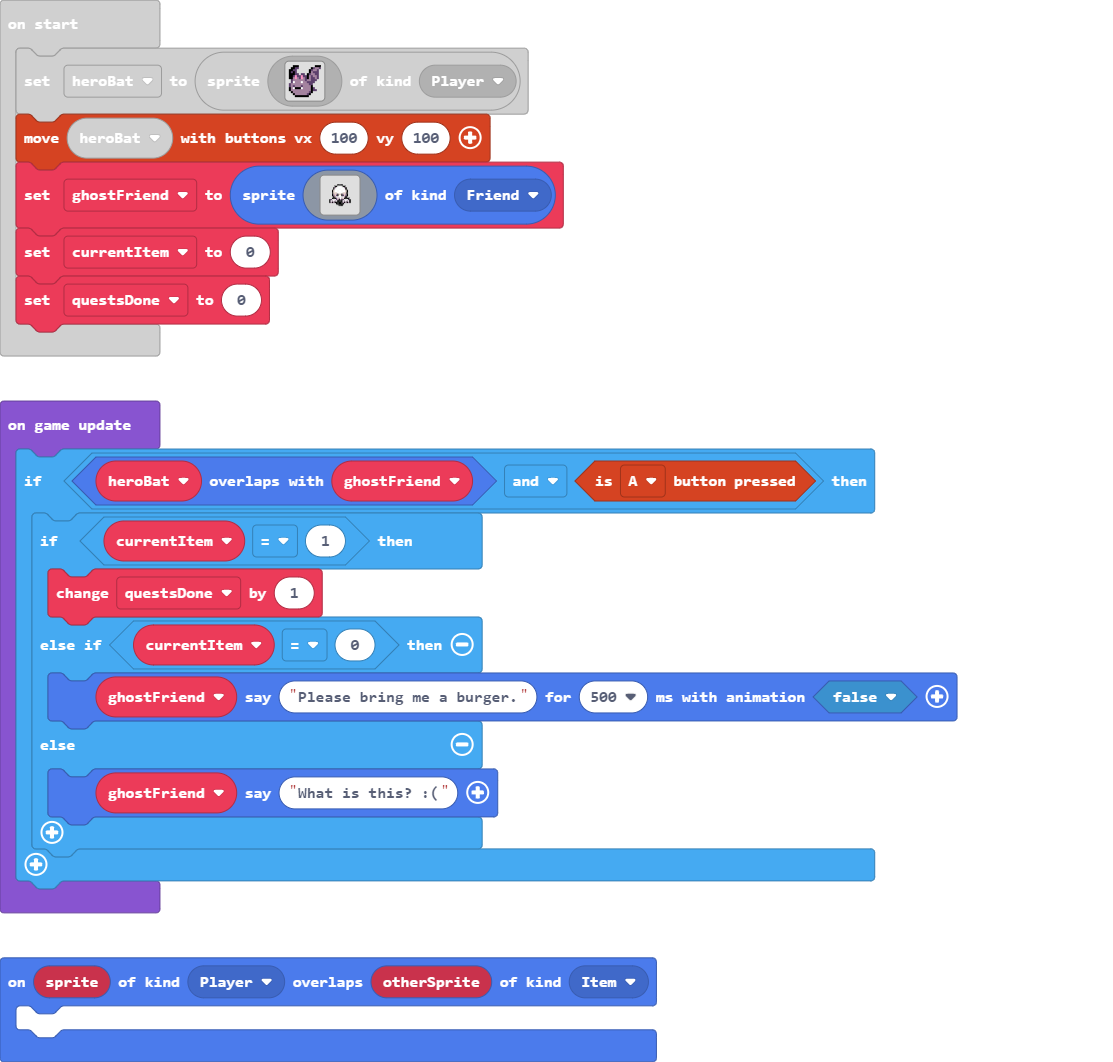 on start
set heroBat to sprite of kind Player
move heroBat with buttons vx 100 vy 100
set ghostFriend to sprite of kind Friend
set currentItem to 0
set questsDone to 0
on game update
if heroBat overlaps with ghostFriend and is A button pressed then
if currentItem = 1 then
change questsDone by 1
else if currentItem = 0 then
ghostFriend say "Please bring me a burger." for 500 ms with animation false
else
ghostFriend say "What is this? :("
on sprite of kind Player overlaps otherSprite of kind Item